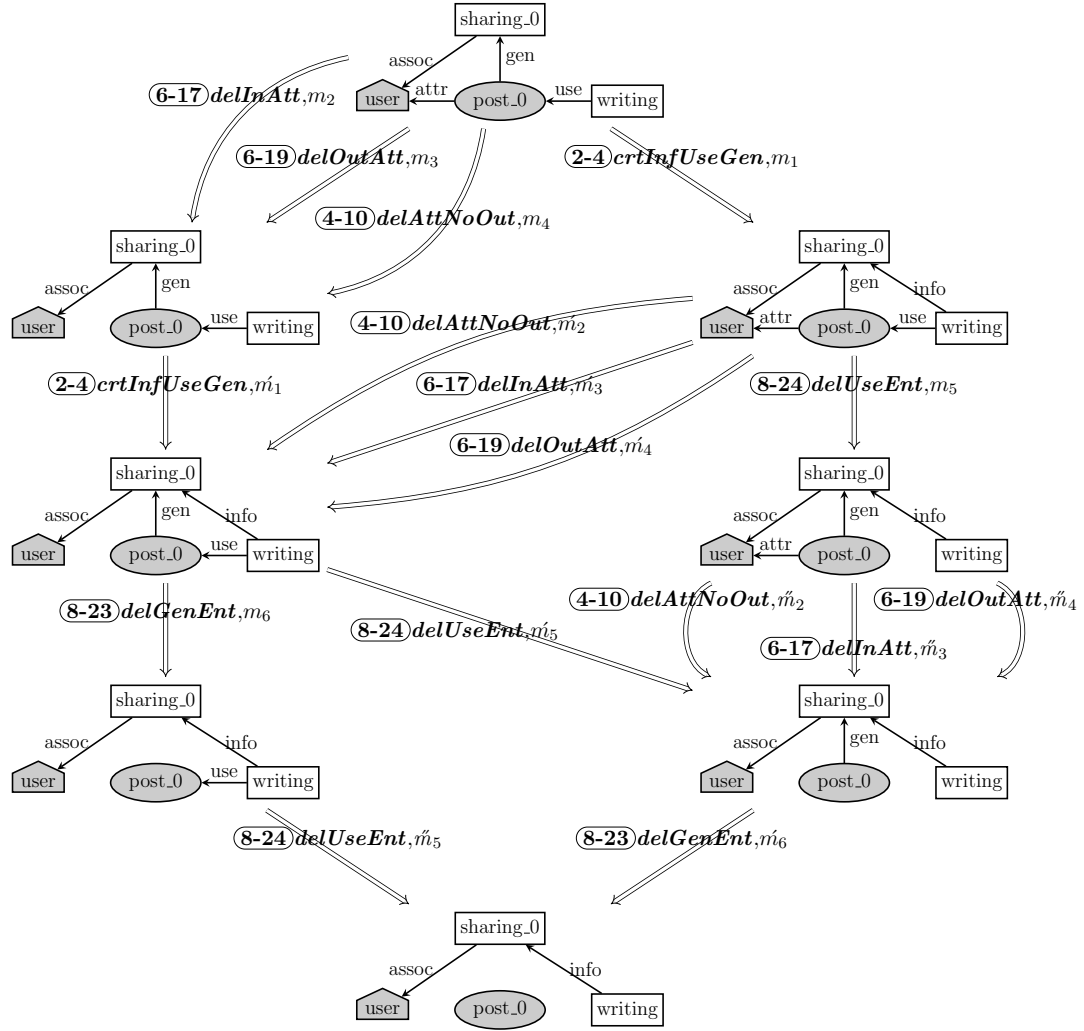 sharing_0
assoc
gen
6-17 delInAtt,m₂
user
attr
post_0
use
writing
6-19 delOutAtt,m₃
2-4 crtInfUseGen,m₁
4-10 delAttNoOut,m₄
sharing_0
sharing_0
assoc
gen
assoc
gen
info
user
post_0
use
writing
4-10 delAttNoOut,ḿ₂
user
attr
post_0
use
writing
2-4 crtInfUseGen,ḿ₁
6-17 delInAtt,ḿ₃
8-24 delUseEnt,m₅
6-19 delOutAtt,ḿ₄
sharing_0
sharing_0
assoc
gen
info
assoc
gen
info
user
post_0
use
writing
user
attr
post_0
writing
8-23 delGenEnt,m₆
4-10 delAttNoOut,m̋₂
6-19 delOutAtt,m̋₄
8-24 delUseEnt,ḿ₅
6-17 delInAtt,m̋₃
sharing_0
sharing_0
assoc
info
assoc
gen
info
user
post_0
use
writing
user
post_0
writing
8-24 delUseEnt,m̋₅
8-23 delGenEnt,ḿ₆
sharing_0
assoc
info
user
post_0
writing